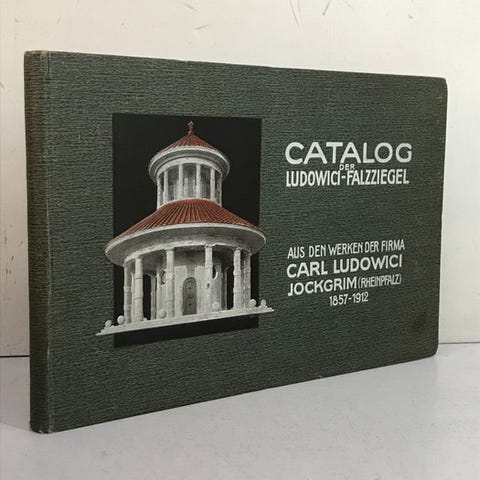 CATALOG
DER
LUDOWICI-FALZZIEGEL
AUS DEN WERKEN DER FIRMA
CARL LUDOWICI
JOCKGRIM (RHEINPFALZ)
1857-1912